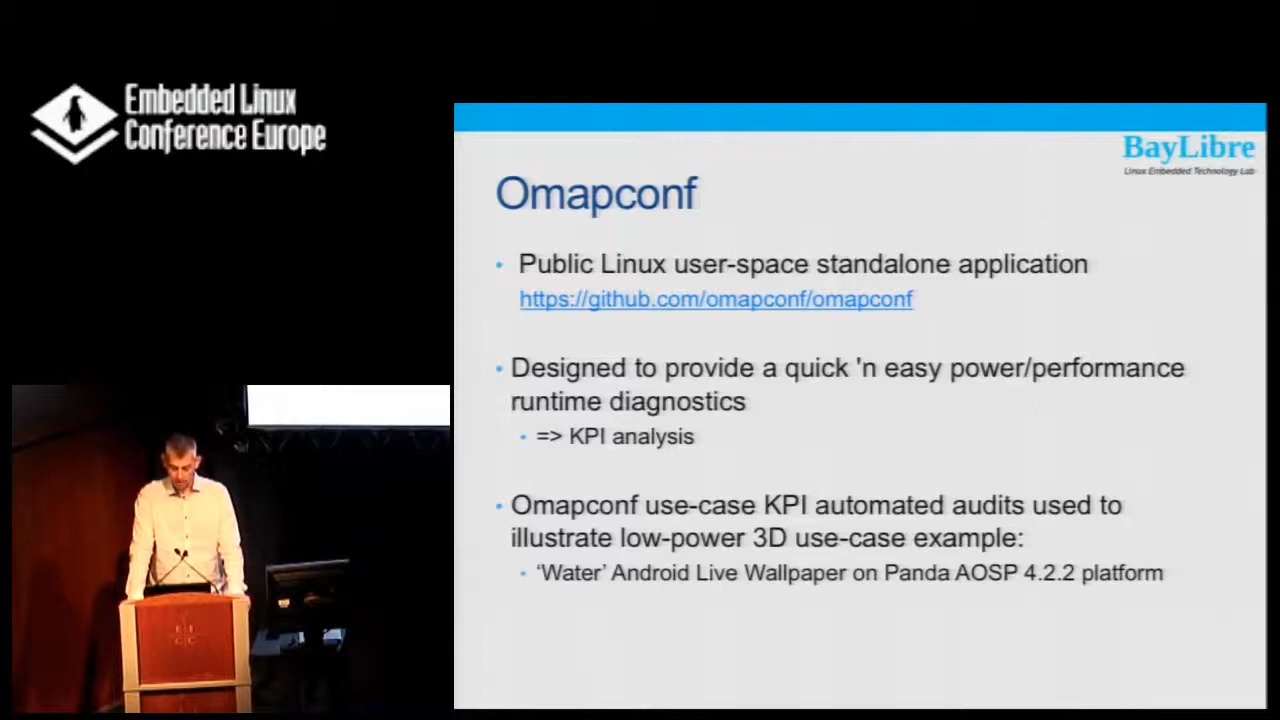 Embedded Linux
Conference Europe
BayLibre
Linux Embedded Technology Lab
Omapconf
• Public Linux user-space standalone application
https://github.com/omapconf/omapconf
• Designed to provide a quick 'n easy power/performance
runtime diagnostics
• => KPI analysis
• Omapconf use-case KPI automated audits used to
illustrate low-power 3D use-case example:
• ‘Water’ Android Live Wallpaper on Panda AOSP 4.2.2 platform